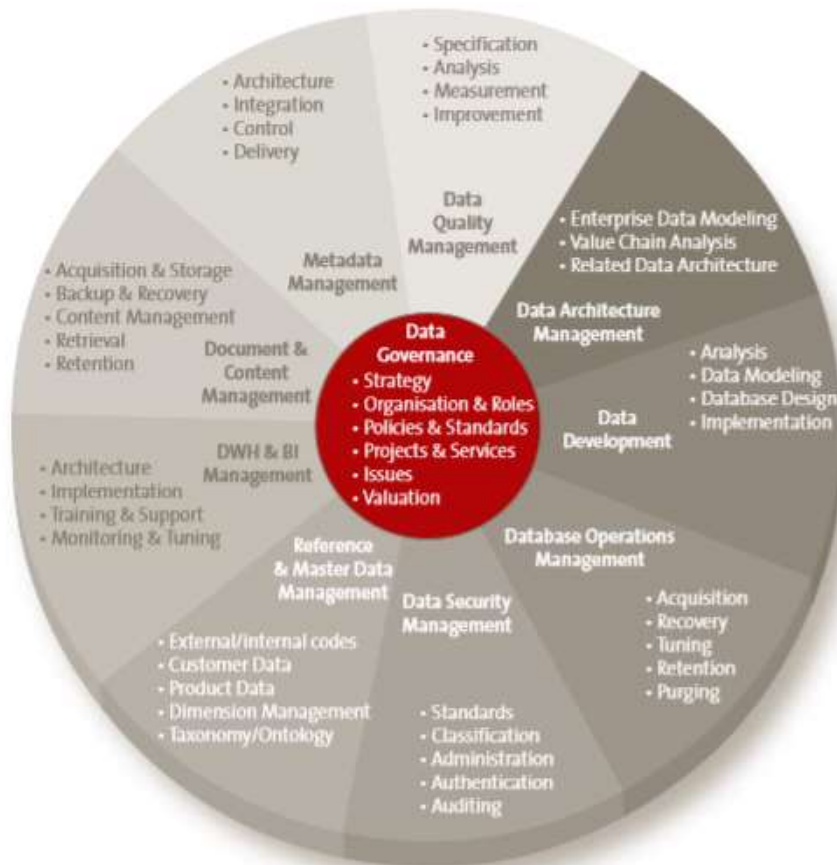 • Specification
• Analysis
• Measurement
• Improvement
Data
Quality
Management
• Enterprise Data Modeling
• Value Chain Analysis
• Related Data Architecture
Data Architecture
Management
• Analysis
• Data Modeling
• Database Design
• Implementation
Data
Development
Database Operations
Management
• Acquisition
• Recovery
• Tuning
• Retention
• Purging
Data Security
Management
• Standards
• Classification
• Administration
• Authentication
• Auditing
Reference
& Master Data
Management
• External/internal codes
• Customer Data
• Product Data
• Dimension Management
• Taxonomy/Ontology
DWH & BI
Management
• Architecture
• Implementation
• Training & Support
• Monitoring & Tuning
Document &
Content
Management
• Acquisition & Storage
• Backup & Recovery
• Content Management
• Retrieval
• Retention
Metadata
Management
• Architecture
• Integration
• Control
• Delivery
Data
Governance
• Strategy
• Organisation & Roles
• Policies & Standards
• Projects & Services
• Issues
• Valuation